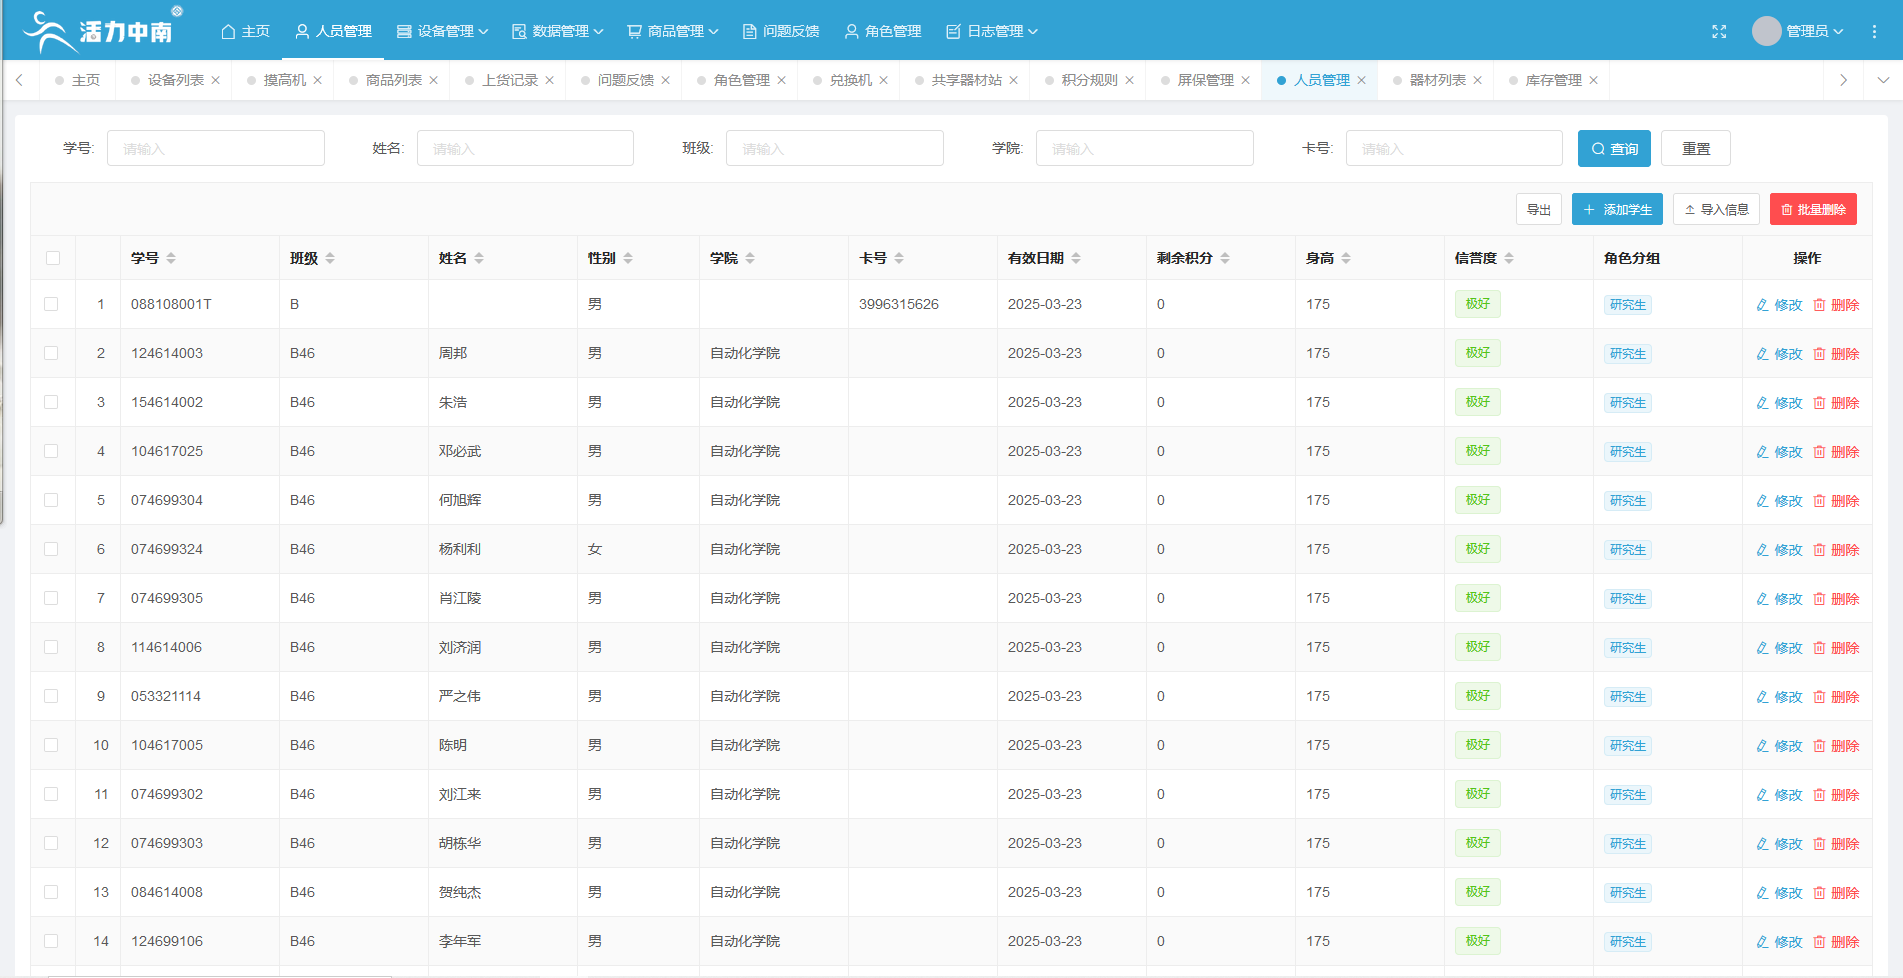 活力中南 主页 人员管理 设备管理 数据管理 商品管理 问题反馈 角色管理 日志管理 管理员
主页 设备列表 摸高机 商品列表 上货记录 问题反馈 角色管理 兑换机 共享器材站 积分规则 屏保管理 人员管理 器材列表 库存管理
学号: 请输入 姓名: 请输入 班级: 请输入 学院: 请输入 卡号: 请输入 查询 重置
导出 添加学生 导入信息 批量删除
学号 班级 姓名 性别 学院 卡号 有效日期 剩余积分 身高 信誉度 角色分组 操作
1 088108001T B 男 3996315626 2025-03-23 0 175 极好 研究生 修改 删除
2 124614003 B46 周邦 男 自动化学院 2025-03-23 0 175 极好 研究生 修改 删除
3 154614002 B46 朱浩 男 自动化学院 2025-03-23 0 175 极好 研究生 修改 删除
4 104617025 B46 邓必武 男 自动化学院 2025-03-23 0 175 极好 研究生 修改 删除
5 074699304 B46 何旭辉 男 自动化学院 2025-03-23 0 175 极好 研究生 修改 删除
6 074699324 B46 杨利利 女 自动化学院 2025-03-23 0 175 极好 研究生 修改 删除
7 074699305 B46 肖江陵 男 自动化学院 2025-03-23 0 175 极好 研究生 修改 删除
8 114614006 B46 刘济润 男 自动化学院 2025-03-23 0 175 极好 研究生 修改 删除
9 053321114 B46 严之伟 男 自动化学院 2025-03-23 0 175 极好 研究生 修改 删除
10 104617005 B46 陈明 男 自动化学院 2025-03-23 0 175 极好 研究生 修改 删除
11 074699302 B46 刘江来 男 自动化学院 2025-03-23 0 175 极好 研究生 修改 删除
12 074699303 B46 胡栋华 男 自动化学院 2025-03-23 0 175 极好 研究生 修改 删除
13 084614008 B46 贺纯杰 男 自动化学院 2025-03-23 0 175 极好 研究生 修改 删除
14 124699106 B46 李年军 男 自动化学院 2025-03-23 0 175 极好 研究生 修改 删除